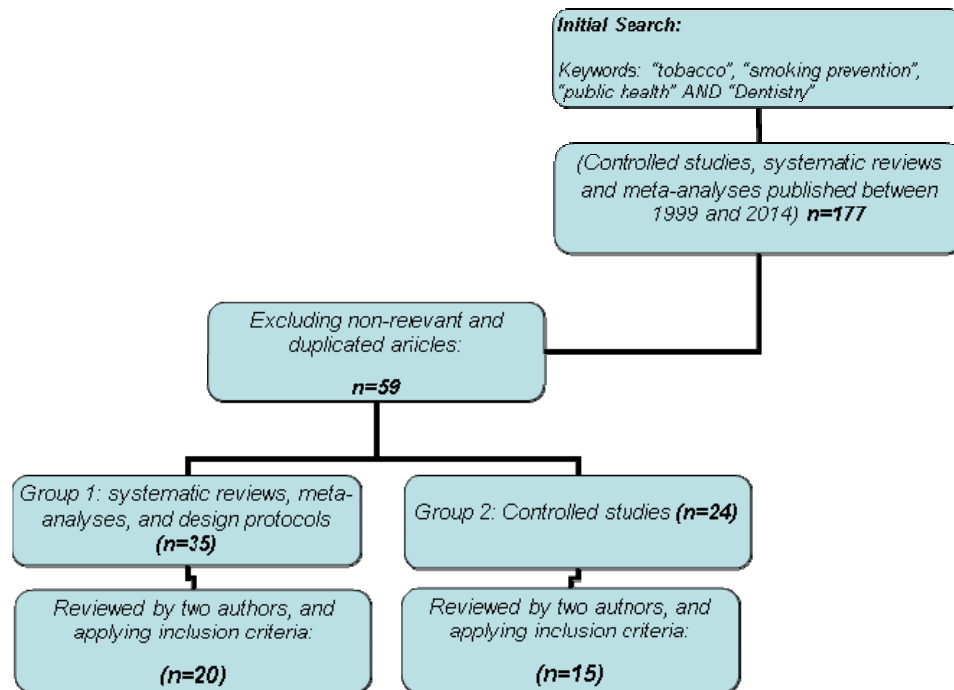 Initial Search:
Keywords: "tobacco", "smoking prevention",
"public health" AND "Dentistry"
(Controlled studies, systematic reviews
and meta-analyses published between
1999 and 2014) n=177
Excluding non-relevant and
duplicated articles:
n=59
Group 1: systematic reviews, meta-
analyses, and design protocols
(n=35)
Group 2: Controlled studies (n=24)
Reviewed by two authors, and
applying inclusion criteria:
(n=20)
Reviewed by two authors, and
applying inclusion criteria:
(n=15)